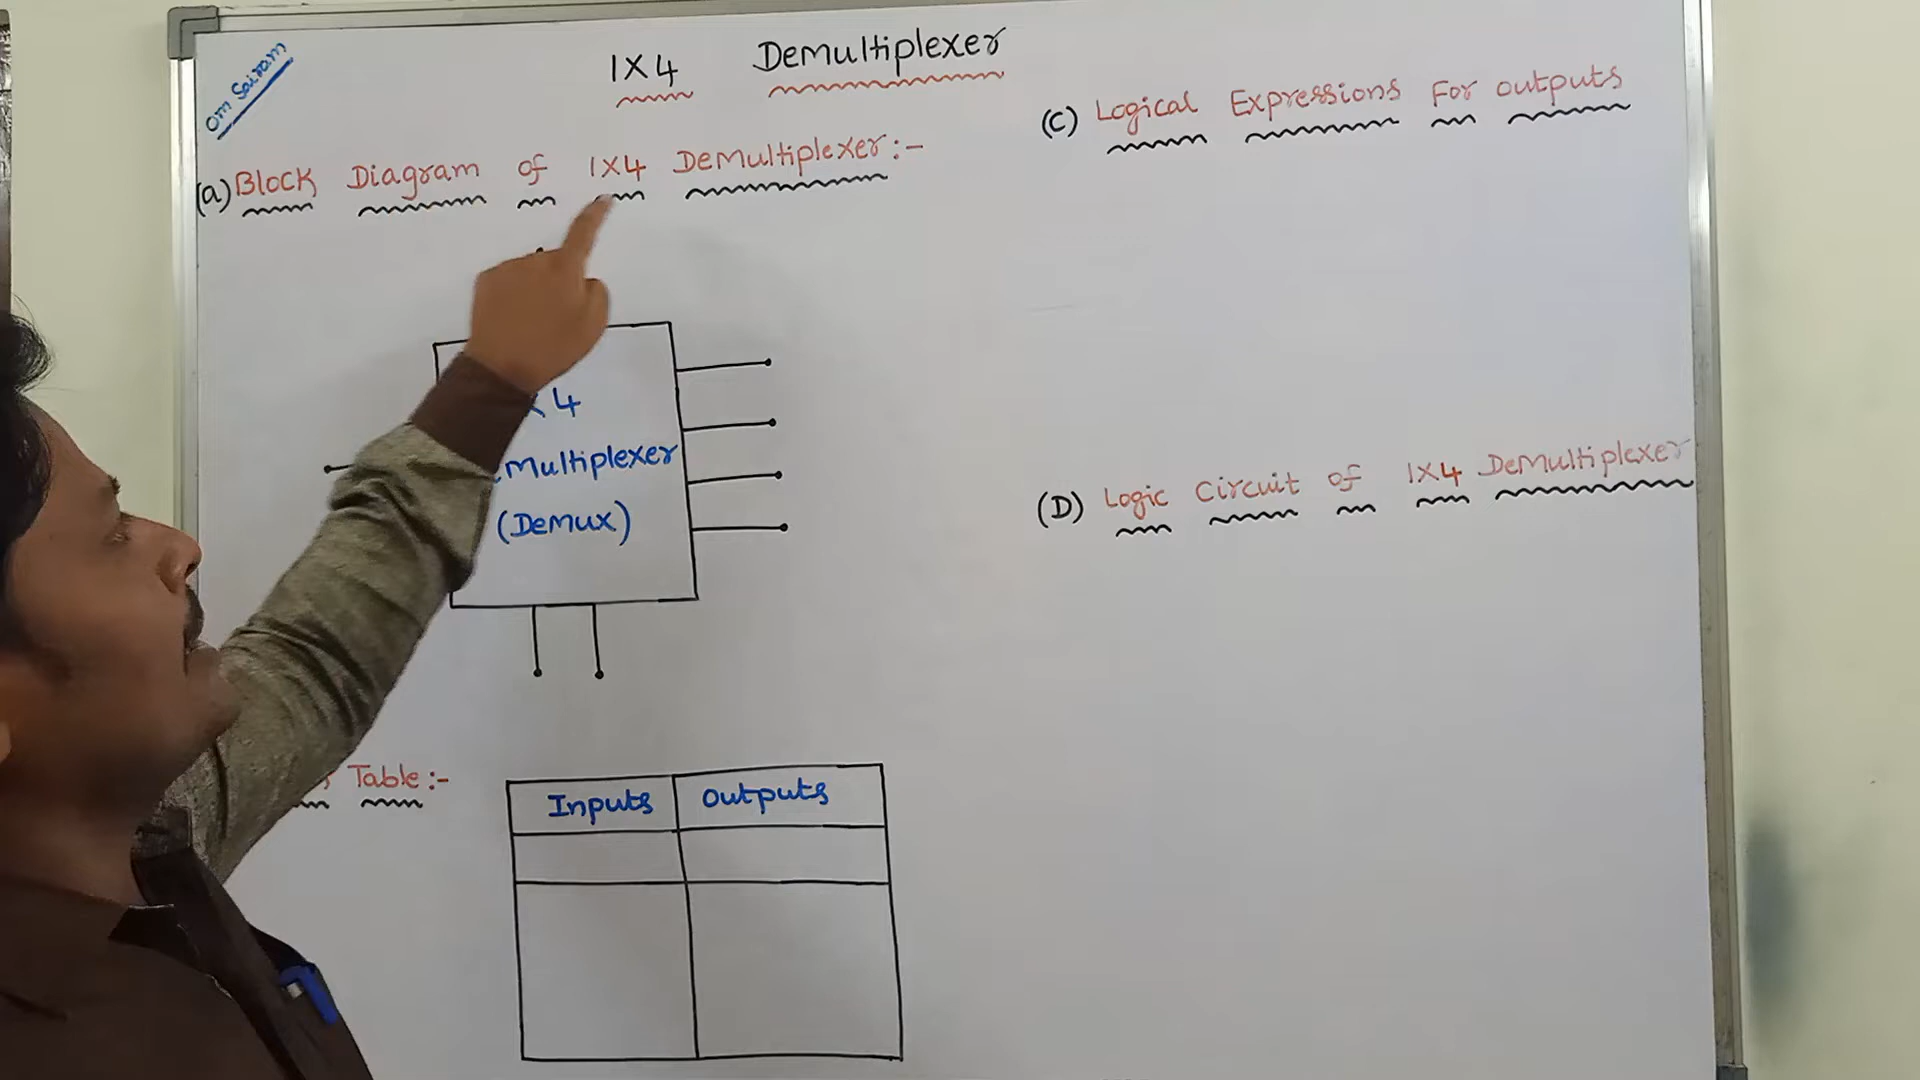 Om Sairam
1X4 Demultiplexer
(a) Block Diagram of 1X4 Demultiplexer:-
4
Multiplexer
(Demux)
Table:-
Inputs Outputs
(C) Logical Expressions For outputs
(D) Logic Circuit of 1X4 Demultiplexer